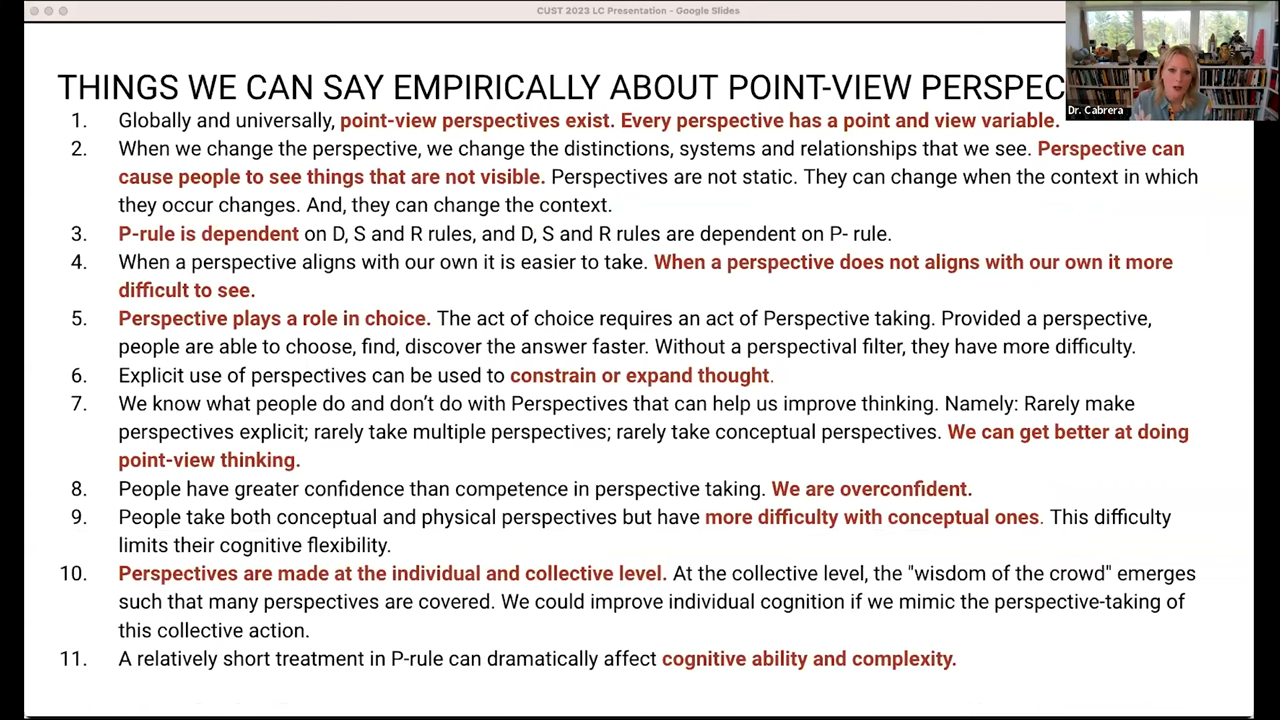 CUST 2023 LC Presentation - Google Slides
THINGS WE CAN SAY EMPIRICALLY ABOUT POINT-VIEW PERSPEC
Dr. Cabrera
1. Globally and universally, point-view perspectives exist. Every perspective has a point and view variable.
2. When we change the perspective, we change the distinctions, systems and relationships that we see. Perspective can
cause people to see things that are not visible. Perspectives are not static. They can change when the context in which
they occur changes. And, they can change the context.
3. P-rule is dependent on D, S and R rules, and D, S and R rules are dependent on P- rule.
4. When a perspective aligns with our own it is easier to take. When a perspective does not aligns with our own it more
difficult to see.
5. Perspective plays a role in choice. The act of choice requires an act of Perspective taking. Provided a perspective,
people are able to choose, find, discover the answer faster. Without a perspectival filter, they have more difficulty.
6. Explicit use of perspectives can be used to constrain or expand thought.
7. We know what people do and don’t do with Perspectives that can help us improve thinking. Namely: Rarely make
perspectives explicit; rarely take multiple perspectives; rarely take conceptual perspectives. We can get better at doing
point-view thinking.
8. People have greater confidence than competence in perspective taking. We are overconfident.
9. People take both conceptual and physical perspectives but have more difficulty with conceptual ones. This difficulty
limits their cognitive flexibility.
10. Perspectives are made at the individual and collective level. At the collective level, the "wisdom of the crowd" emerges
such that many perspectives are covered. We could improve individual cognition if we mimic the perspective-taking of
this collective action.
11. A relatively short treatment in P-rule can dramatically affect cognitive ability and complexity.